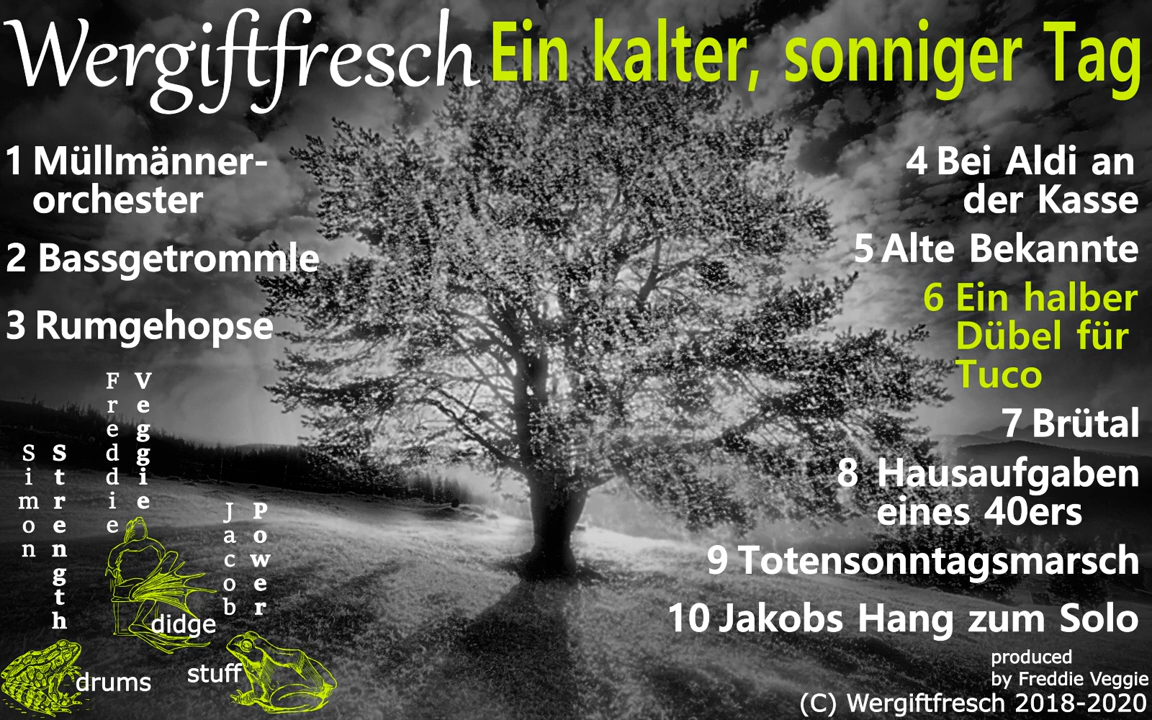 Wergiftfresch Ein kalter, sonniger Tag
1 Müllmänner-
orchester
2 Bassgetrommle
3 Rumgehopse
4 Bei Aldi an
der Kasse
5 Alte Bekannte
6 Ein halber
Dübel für
Tuco
7 Brütal
8 Hausaufgaben
eines 40ers
9 Totensonntagsmarsch
10 Jakobs Hang zum Solo
Simon
Strength
drums
Freddie
Veggie
didge
Jacob
Power
stuff
produced
by Freddie Veggie
(C) Wergiftfresch 2018-2020